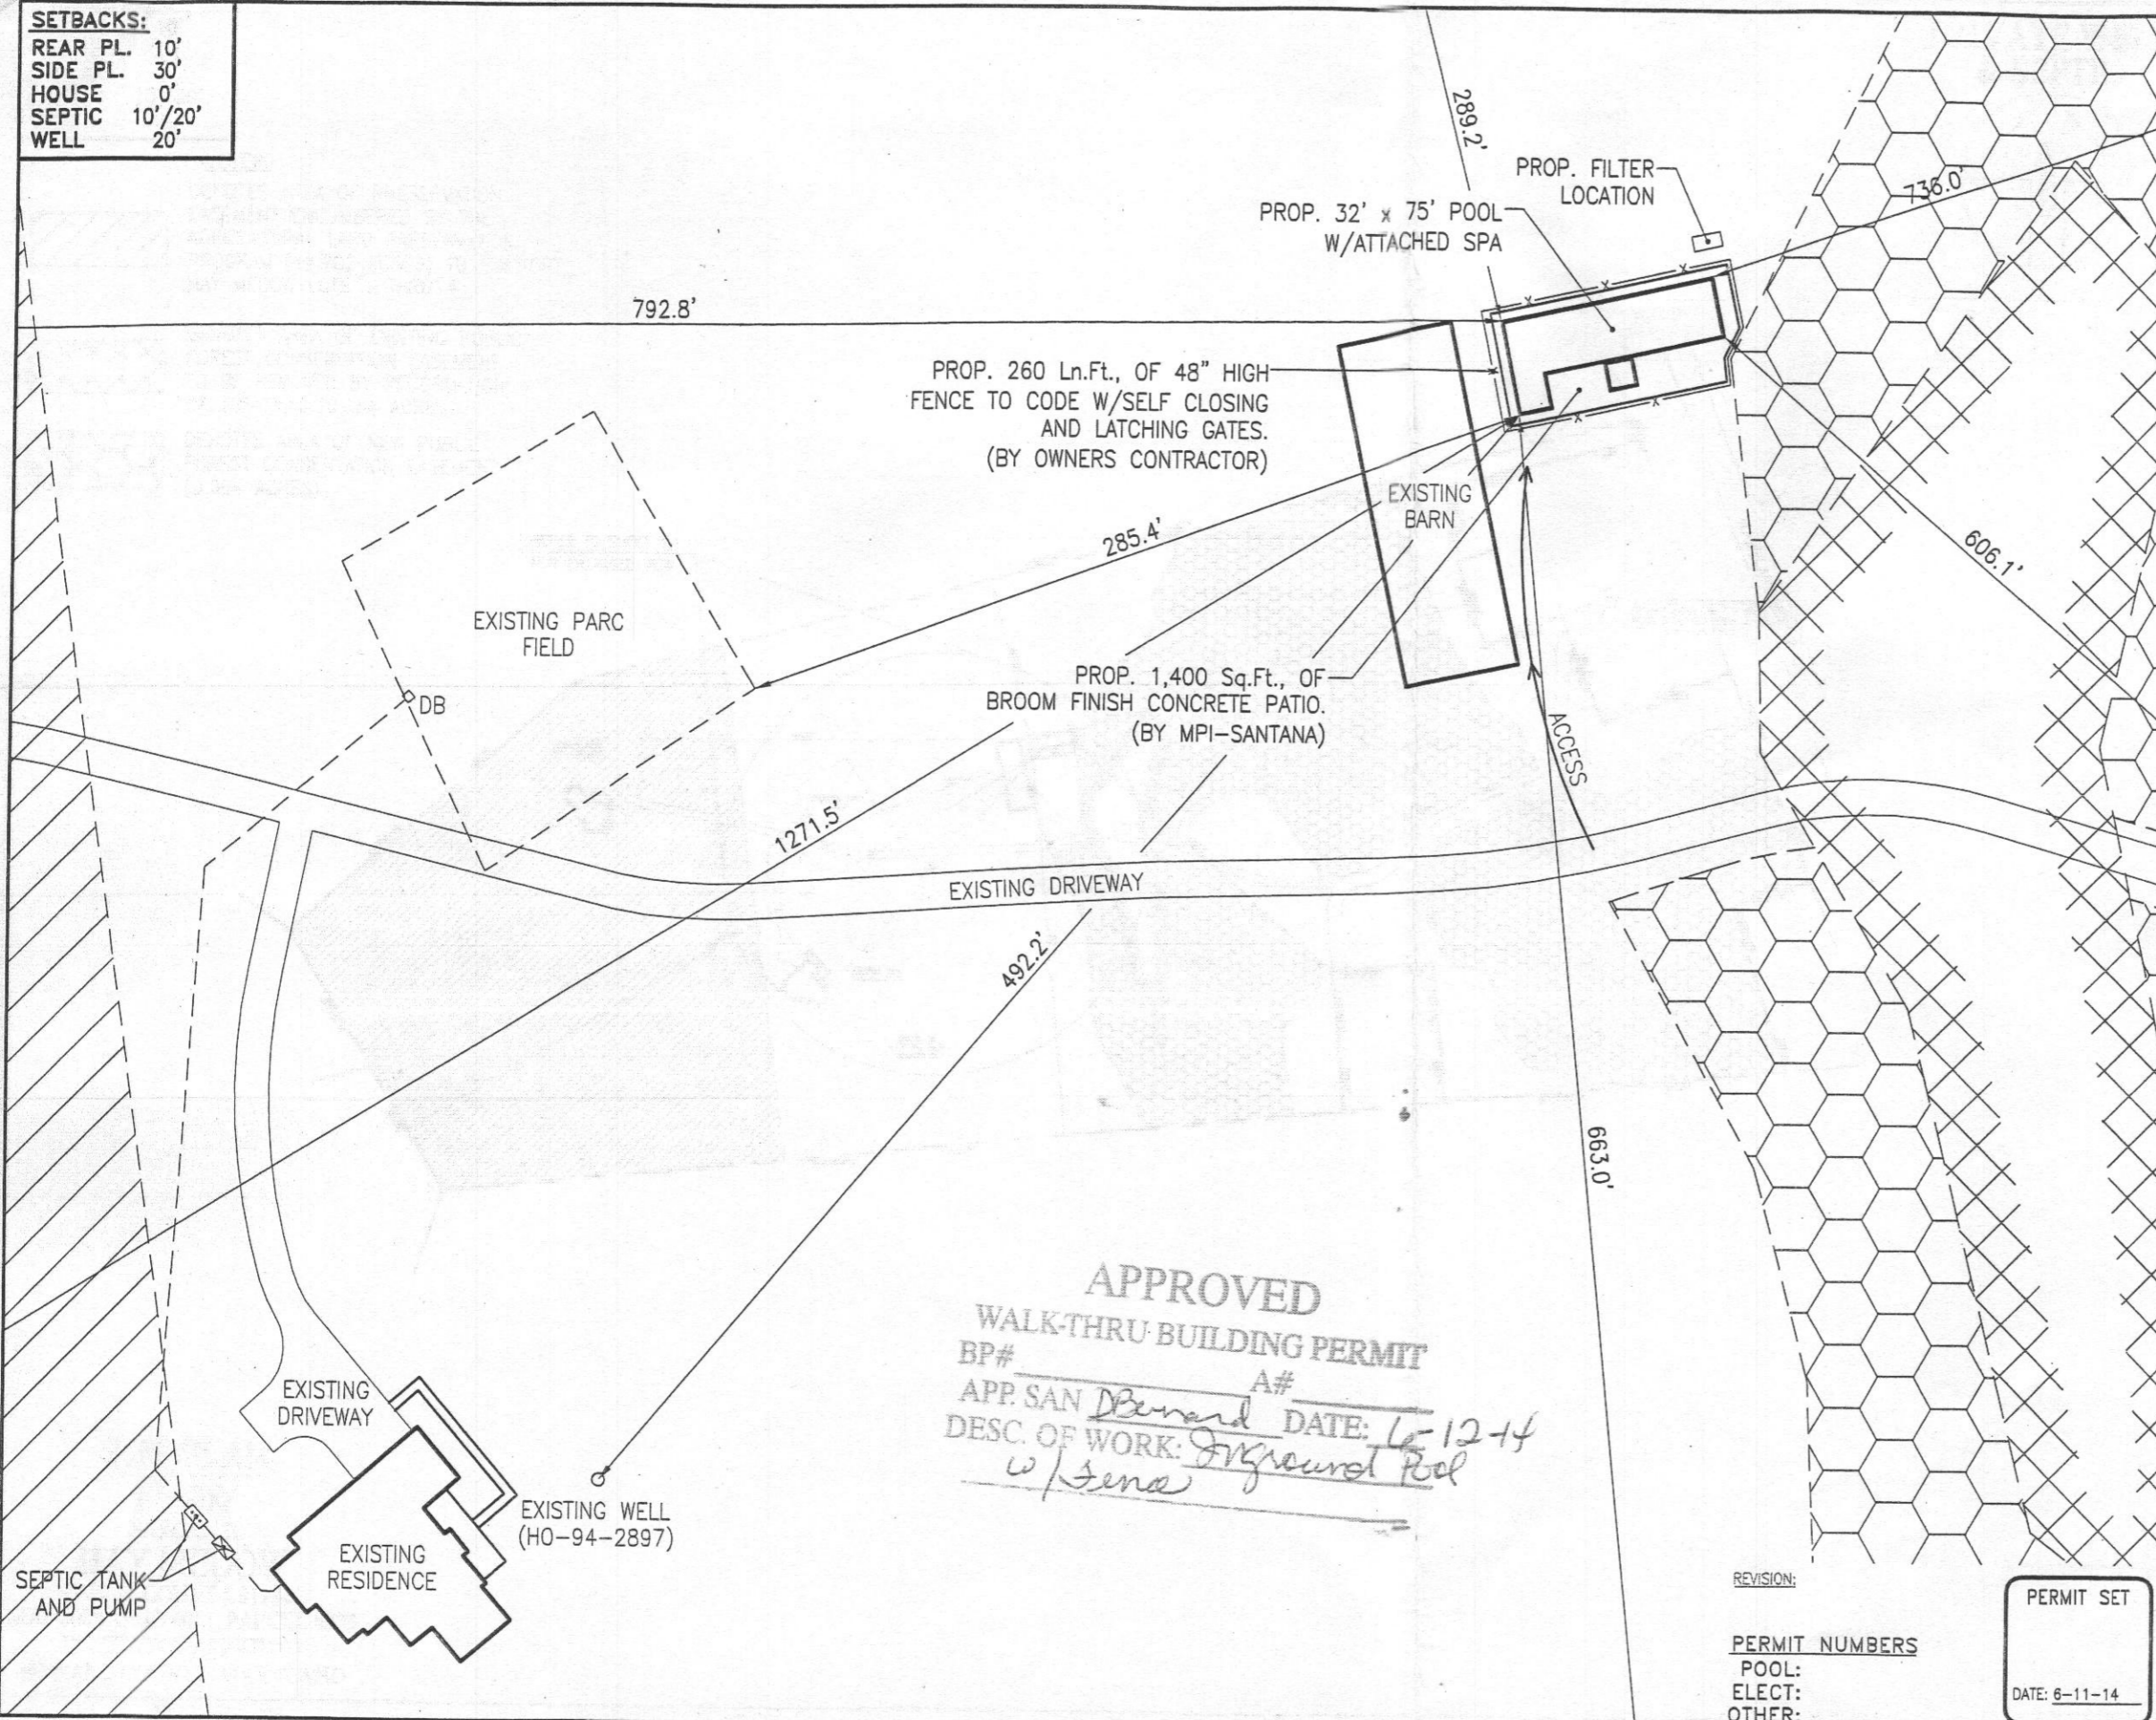 SETBACKS:
REAR PL. 10'
SIDE PL. 30'
HOUSE 0'
SEPTIC 10'/20'
WELL 20'
289.2'
PROP. FILTER
LOCATION
736.0'
PROP. 32' x 75' POOL
W/ATTACHED SPA
792.8'
PROP. 260 Ln.Ft., OF 48" HIGH
FENCE TO CODE W/SELF CLOSING
AND LATCHING GATES.
(BY OWNERS CONTRACTOR)
EXISTING
BARN
285.4'
606.1'
EXISTING PARC
FIELD
DB
PROP. 1,400 Sq.Ft., OF
BROOM FINISH CONCRETE PATIO.
(BY MPI-SANTANA)
ACCESS
1271.5'
EXISTING DRIVEWAY
492.2'
663.0'
APPROVED
WALK-THRU BUILDING PERMIT
BP# A#
APP. SAN DBernard DATE: 6-12-14
DESC. OF WORK: Inground Pool
w/ Fence
EXISTING
DRIVEWAY
EXISTING WELL
(HO-94-2897)
EXISTING
RESIDENCE
SEPTIC TANK
AND PUMP
REVISION:
PERMIT NUMBERS
POOL:
ELECT:
OTHER:
PERMIT SET
DATE: 6-11-14